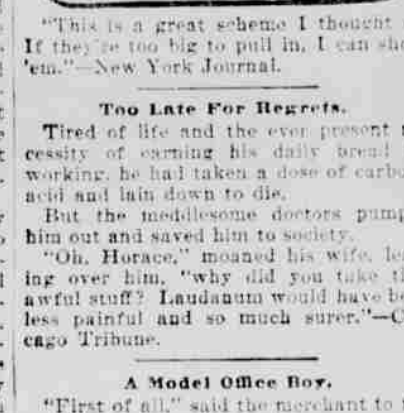 "This is a great scheme I thought
If they're too big to pull in, I can sho
'em."—New York Journal.
Too Late For Regrets.
Tired of life and the ever present
cessity of earning his daily bread
working, he had taken a dose of carbo
acid and lain down to die.
But the meddlesome doctors pump
him out and saved him to society.
"Oh, Horace," moaned his wife, le
ing over him, "why did you take th
awful stuff? Laudanum would have be
less painful and so much surer."—C
cago Tribune.
A Model Office Boy.
"First of all," said the merchant to